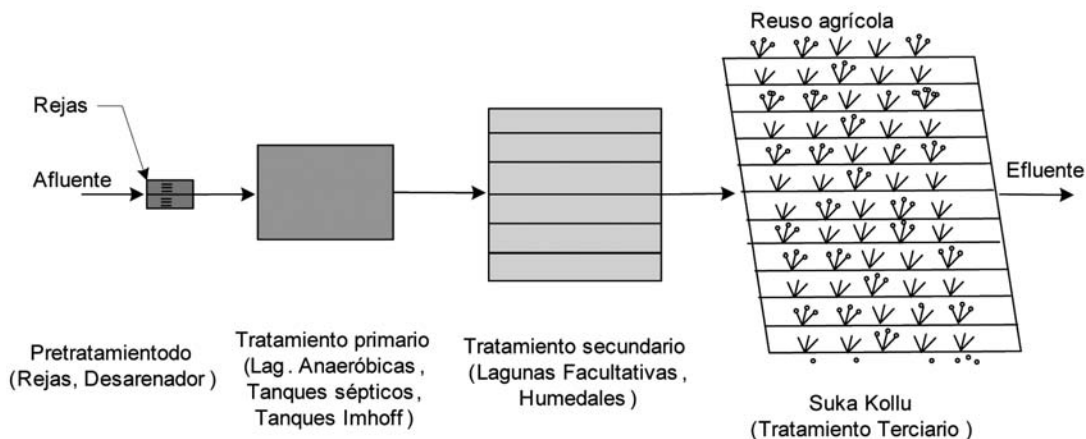 Reuso agrícola
Rejas
Afluente
Efluente
Pretratamientodo
(Rejas, Desarenador)
Tratamiento primario
(Lag. Anaeróbicas,
Tanques sépticos,
Tanques Imhoff)
Tratamiento secundario
(Lagunas Facultativas,
Humedales)
Suka Kollu
(Tratamiento Terciario)